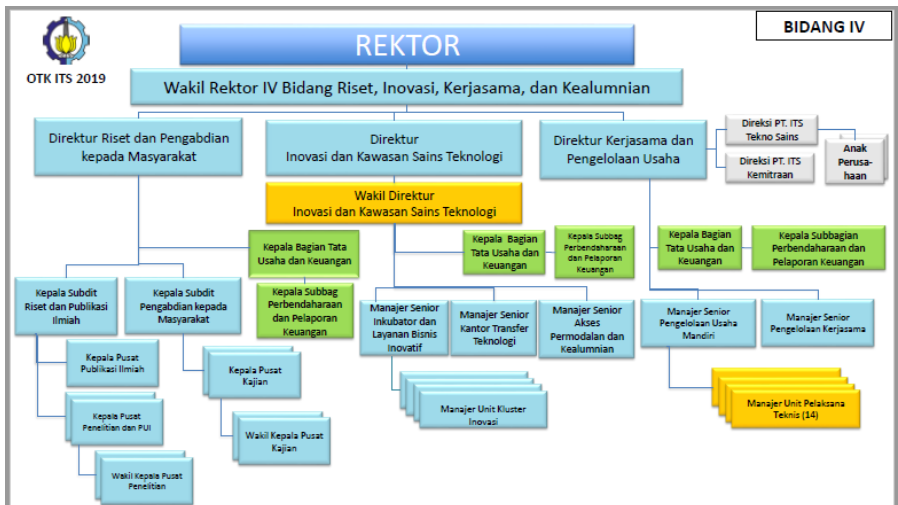 REKTOR
BIDANG IV
OTK ITS 2019
Wakil Rektor IV Bidang Riset, Inovasi, Kerjasama, dan Kealumnian
Direktur Riset dan Pengabdian
kepada Masyarakat
Direktur
Inovasi dan Kawasan Sains Teknologi
Direktur Kerjasama dan
Pengelolaan Usaha
Direksi PT. ITS
Tekno Sains
Direksi PT. ITS
Kemitraan
Anak
Perusa-
haan
Wakil Direktur
Inovasi dan Kawasan Sains Teknologi
Kepala Bagian Tata
Usaha dan Keuangan
Kepala Subbag
Perbendaharaan
dan Pelaporan
Keuangan
Kepala Bagian
Tata Usaha dan
Keuangan
Kepala Subbag
Perbendaharaan
dan Pelaporan
Keuangan
Kepala Bagian
Tata Usaha dan
Keuangan
Kepala Subbagian
Perbendaharaan dan
Pelaporan Keuangan
Kepala Subdit
Riset dan Publikasi
Ilmiah
Kepala Subdit
Pengabdian kepada
Masyarakat
Manajer Senior
Inkubator dan
Layanan Bisnis
Inovatif
Manajer Senior
Kantor Transfer
Teknologi
Manajer Senior
Akses
Permodalan dan
Kealumnian
Manajer Senior
Pengelolaan Usaha
Mandiri
Manajer Senior
Pengelolaan Kerjasama
Kepala Pusat
Publikasi Ilmiah
Kepala Pusat
Kajian
Kepala Pusat
Penelitian dan PUI
Wakil Kepala Pusat
Kajian
Wakil Kepala Pusat
Penelitian
Manajer Unit Kluster
Inovasi
Manajer Unit Pelaksana
Teknis (14)